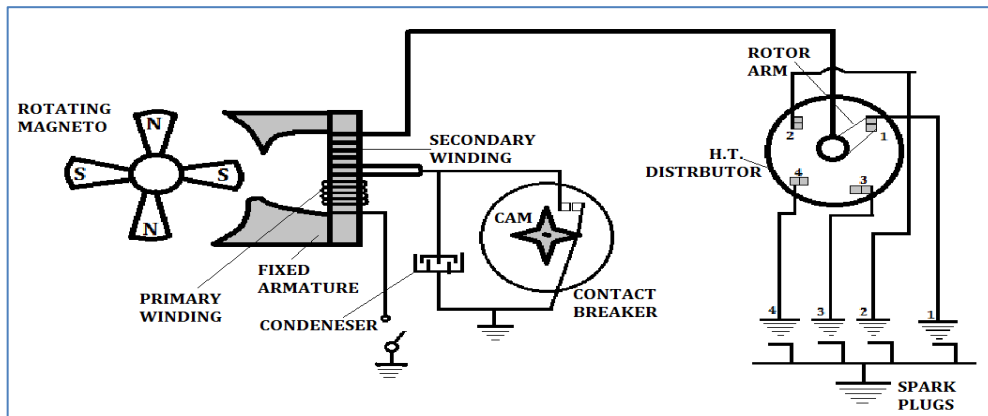 ROTATING
MAGNETO
N
S
S
N
SECONDARY
WINDING
PRIMARY
WINDING
FIXED
ARMATURE
CONDENESER
CAM
CONTACT
BREAKER
ROTOR
ARM
H.T.
DISTRBUTOR
2
1
4
3
4
3
2
1
SPARK
PLUGS